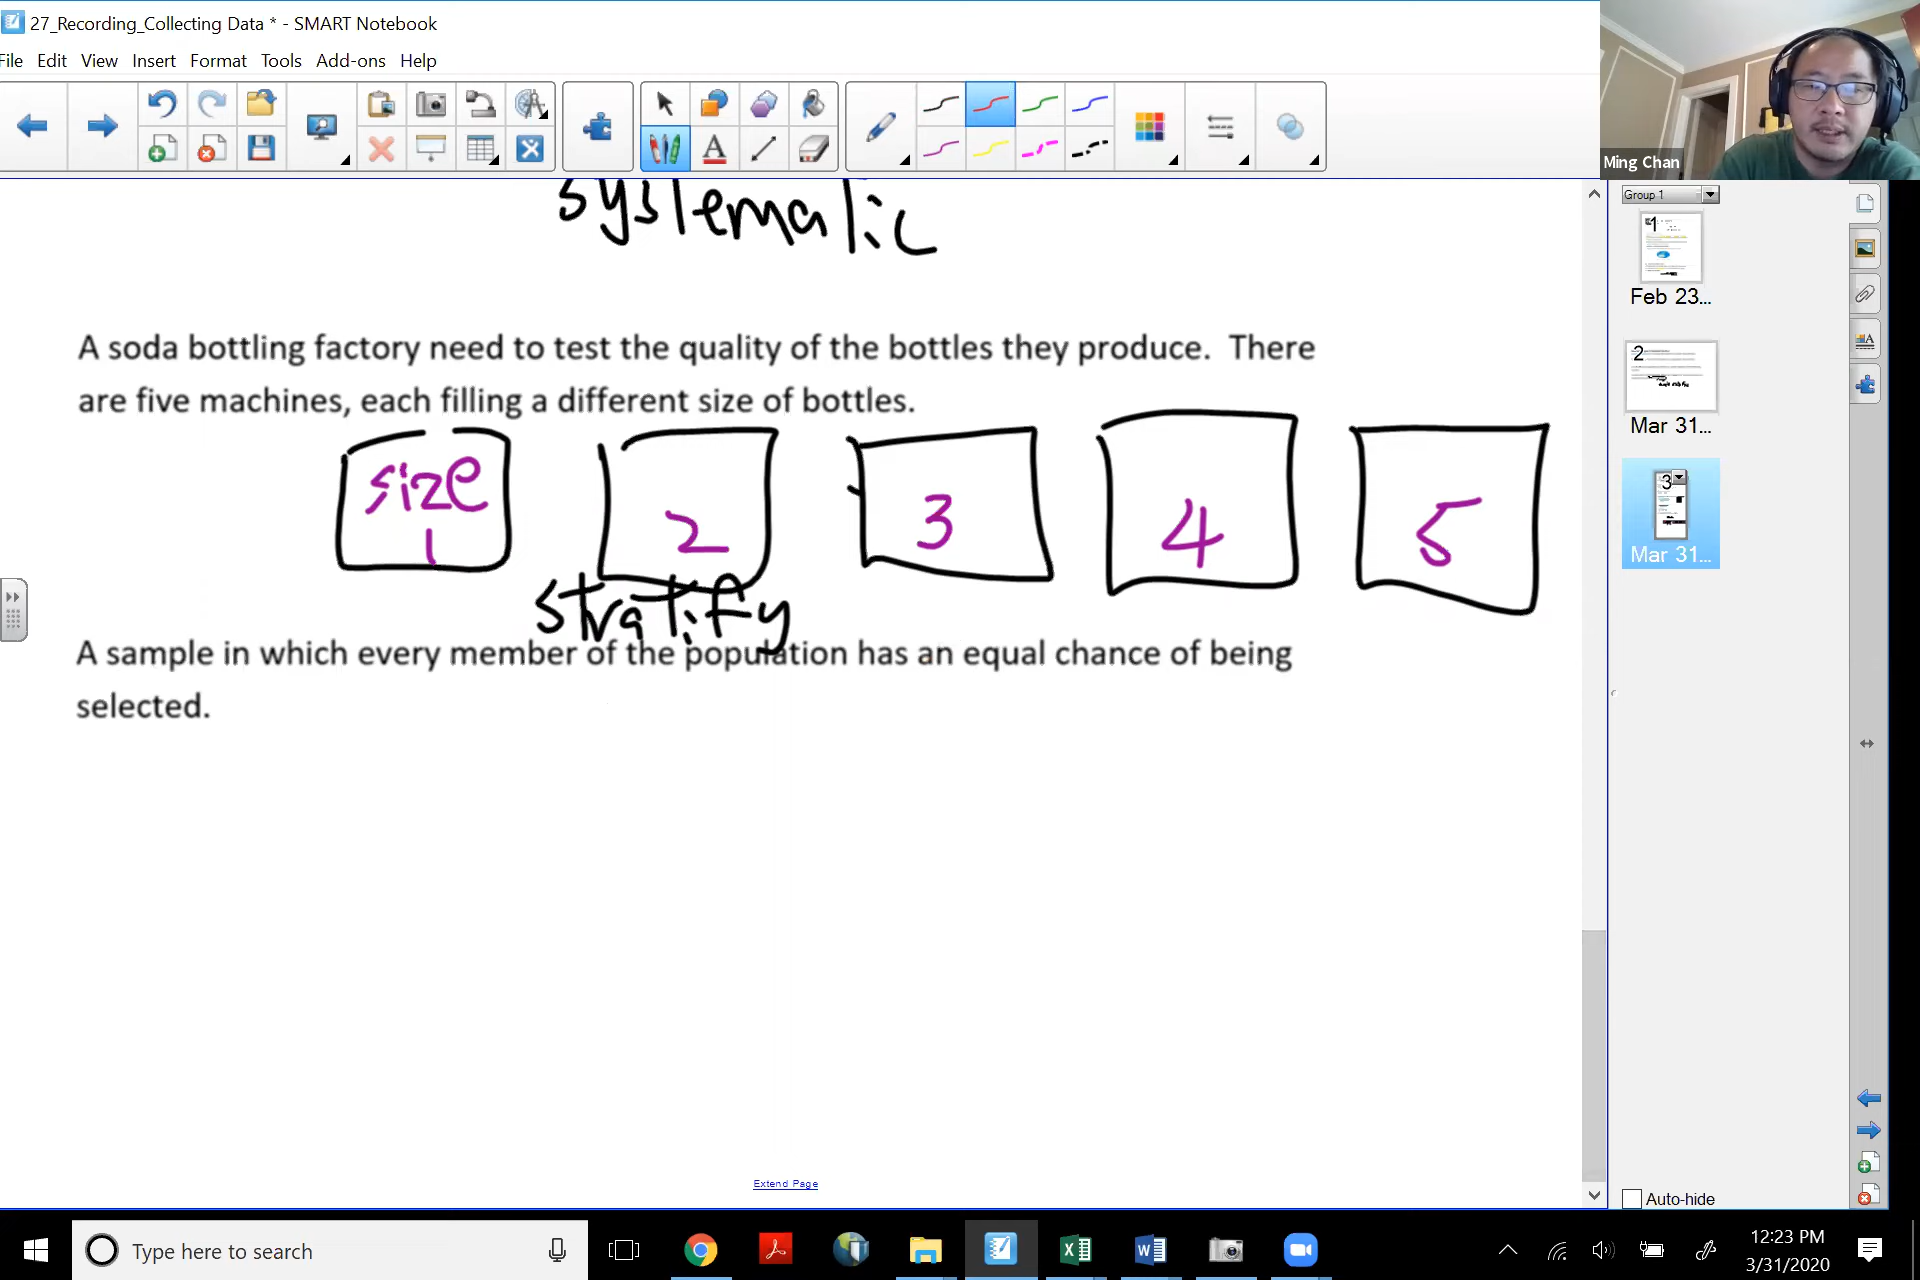 27_Recording_Collecting Data * - SMART Notebook
File Edit View Insert Format Tools Add-ons Help
Ming Chan
systematic
A soda bottling factory need to test the quality of the bottles they produce. There
are five machines, each filling a different size of bottles.
size
1
2
3
4
5
stratify
A sample in which every member of the population has an equal chance of being
selected.
Extend Page
Group 1
1
Feb 23...
2
Mar 31...
3
Mar 31...
Auto-hide
Type here to search
12:23 PM
3/31/2020